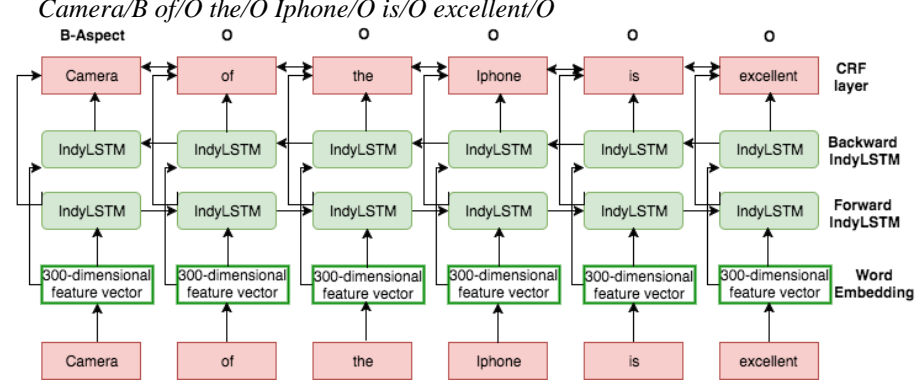 Camera/B of/O the/O Iphone/O is/O excellent/O
B-Aspect O O O O O
Camera of the Iphone is excellent CRF
layer
IndyLSTM IndyLSTM IndyLSTM IndyLSTM IndyLSTM IndyLSTM Backward
IndyLSTM
IndyLSTM IndyLSTM IndyLSTM IndyLSTM IndyLSTM IndyLSTM Forward
IndyLSTM
300-dimensional 300-dimensional 300-dimensional 300-dimensional 300-dimensional 300-dimensional Word
feature vector feature vector feature vector feature vector feature vector feature vector Embedding
Camera of the Iphone is excellent